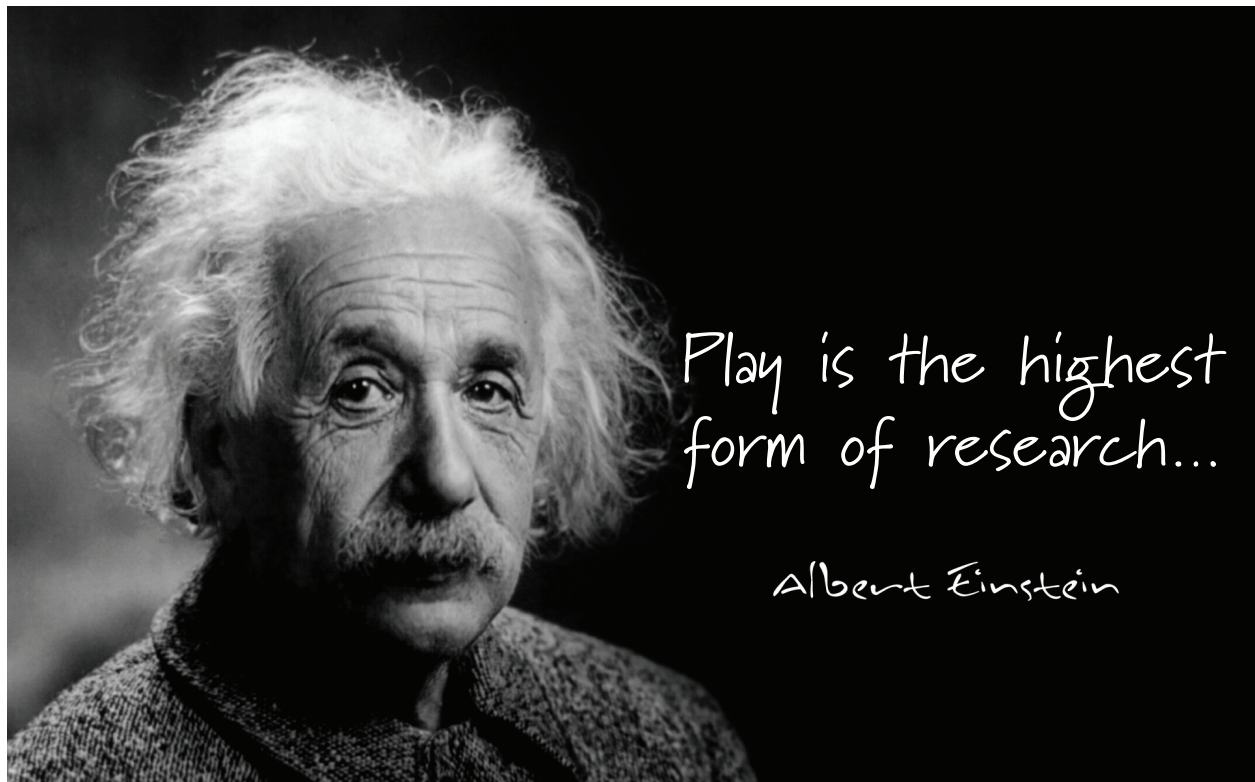 Play is the highest
form of research...
Albert Einstein